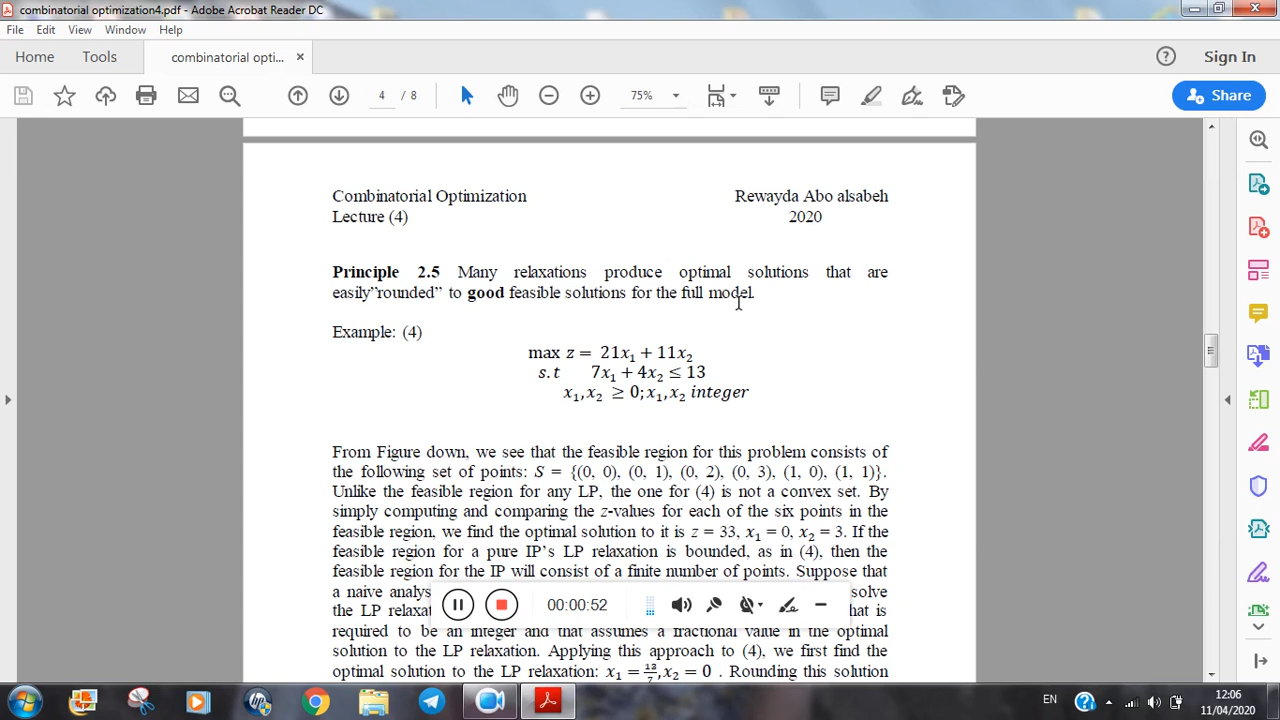 combinatorial optimization4.pdf - Adobe Acrobat Reader DC
File Edit View Window Help
Home Tools combinatorial opti... × Sign In
4 / 8 75% Share
Combinatorial Optimization Rewayda Abo alsabeh
Lecture (4) 2020
Principle 2.5 Many relaxations produce optimal solutions that are
easily”rounded” to good feasible solutions for the full model.
Example: (4)
max z = 21x₁ + 11x₂
s.t 7x₁ + 4x₂ ≤ 13
x₁, x₂ ≥ 0; x₁, x₂ integer
From Figure down, we see that the feasible region for this problem consists of
the following set of points: S = {(0, 0), (0, 1), (0, 2), (0, 3), (1, 0), (1, 1)}.
Unlike the feasible region for any LP, the one for (4) is not a convex set. By
simply computing and comparing the z-values for each of the six points in the
feasible region, we find the optimal solution to it is z = 33, x₁ = 0, x₂ = 3. If the
feasible region for a pure IP’s LP relaxation is bounded, as in (4), then the
feasible region for the IP will consist of a finite number of points. Suppose that
a naive analys solve
00:00:52
the LP relaxat hat is
required to be an integer and that assumes a fractional value in the optimal
solution to the LP relaxation. Applying this approach to (4), we first find the
optimal solution to the LP relaxation: x₁ = 13/7, x₂ = 0 . Rounding this solution
EN 12:06
11/04/2020